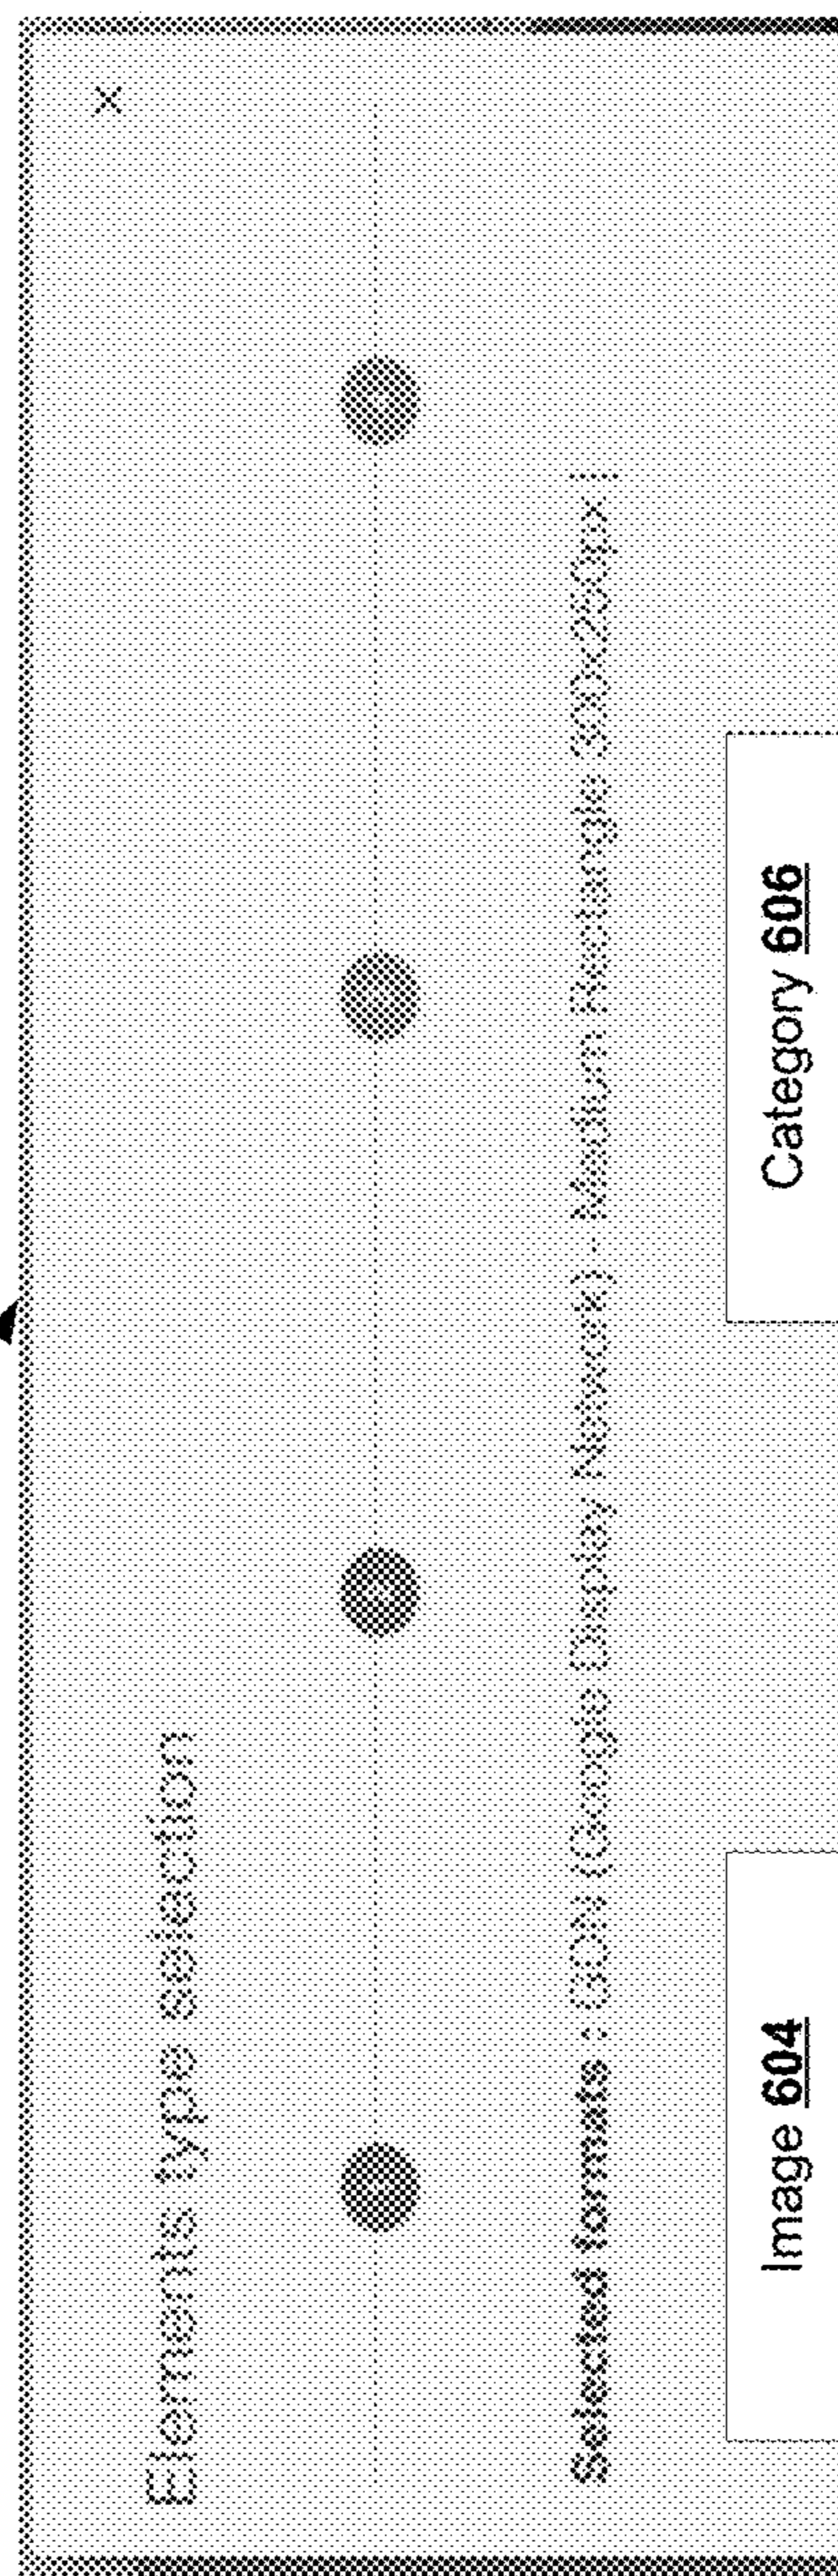 ×
Elements type selection
Selected formats : GDN (Google Display Network) - Medium Rectangle 300x250px |
Image 604
Category 606